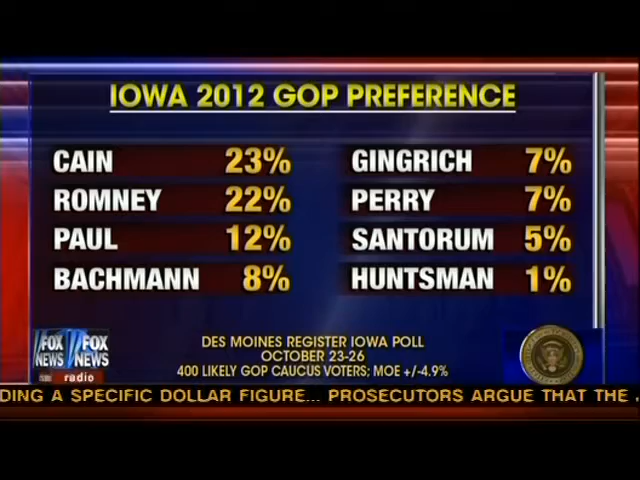 IOWA 2012 GOP PREFERENCE
CAIN 23%
ROMNEY 22%
PAUL 12%
BACHMANN 8%
GINGRICH 7%
PERRY 7%
SANTORUM 5%
HUNTSMAN 1%
DES MOINES REGISTER IOWA POLL
OCTOBER 23-26
400 LIKELY GOP CAUCUS VOTERS; MOE +/-4.9%
FOX NEWS radio
FOX NEWS
DING A SPECIFIC DOLLAR FIGURE... PROSECUTORS ARGUE THAT THE